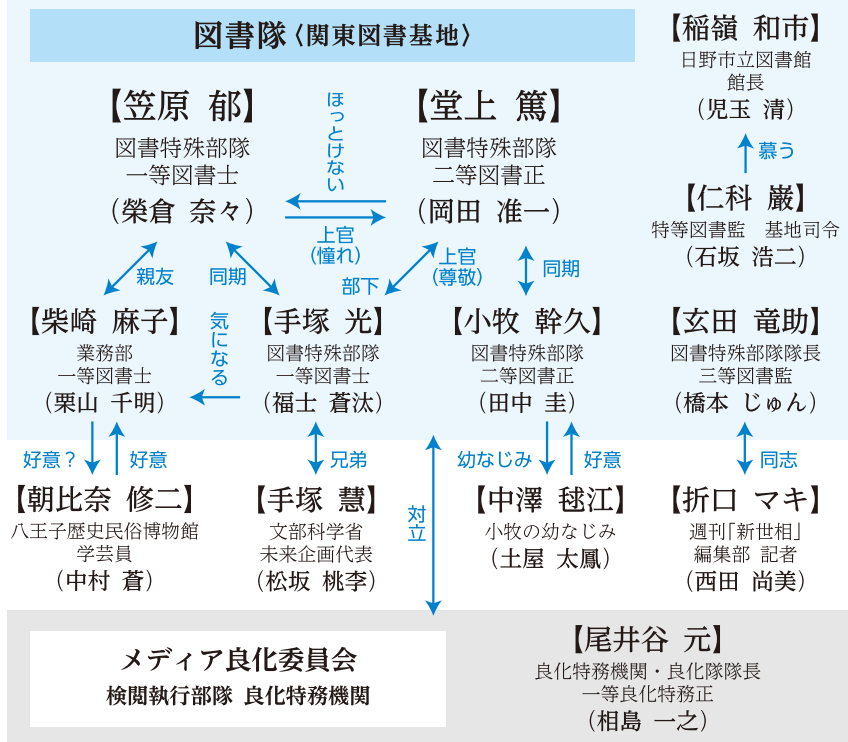 図書隊〈関東図書基地〉
【稲嶺 和市】
日野市立図書館
館長
（児玉 清）
慕う
【仁科 巌】
特等図書監 基地司令
（石坂 浩二）
【笠原 郁】
図書特殊部隊
一等図書士
（榮倉 奈々）
ほっとけない
上官
（憧れ）
【堂上 篤】
図書特殊部隊
二等図書正
（岡田 准一）
親友
同期
部下
上官
（尊敬）
同期
【柴崎 麻子】
業務部
一等図書士
（栗山 千明）
気になる
【手塚 光】
図書特殊部隊
一等図書士
（福士 蒼汰）
【小牧 幹久】
図書特殊部隊
二等図書正
（田中 圭）
【玄田 竜助】
図書特殊部隊隊長
三等図書監
（橋本 じゅん）
好意？
好意
兄弟
対立
幼なじみ
好意
同志
【朝比奈 修二】
八王子歴史民俗博物館
学芸員
（中村 蒼）
【手塚 慧】
文部科学省
未来企画代表
（松坂 桃李）
【中澤 毬江】
小牧の幼なじみ
（土屋 太鳳）
【折口 マキ】
週刊「新世相」
編集部 記者
（西田 尚美）
メディア良化委員会
検閲執行部隊 良化特務機関
【尾井谷 元】
良化特務機関・良化隊隊長
一等良化特務正
（相島 一之）